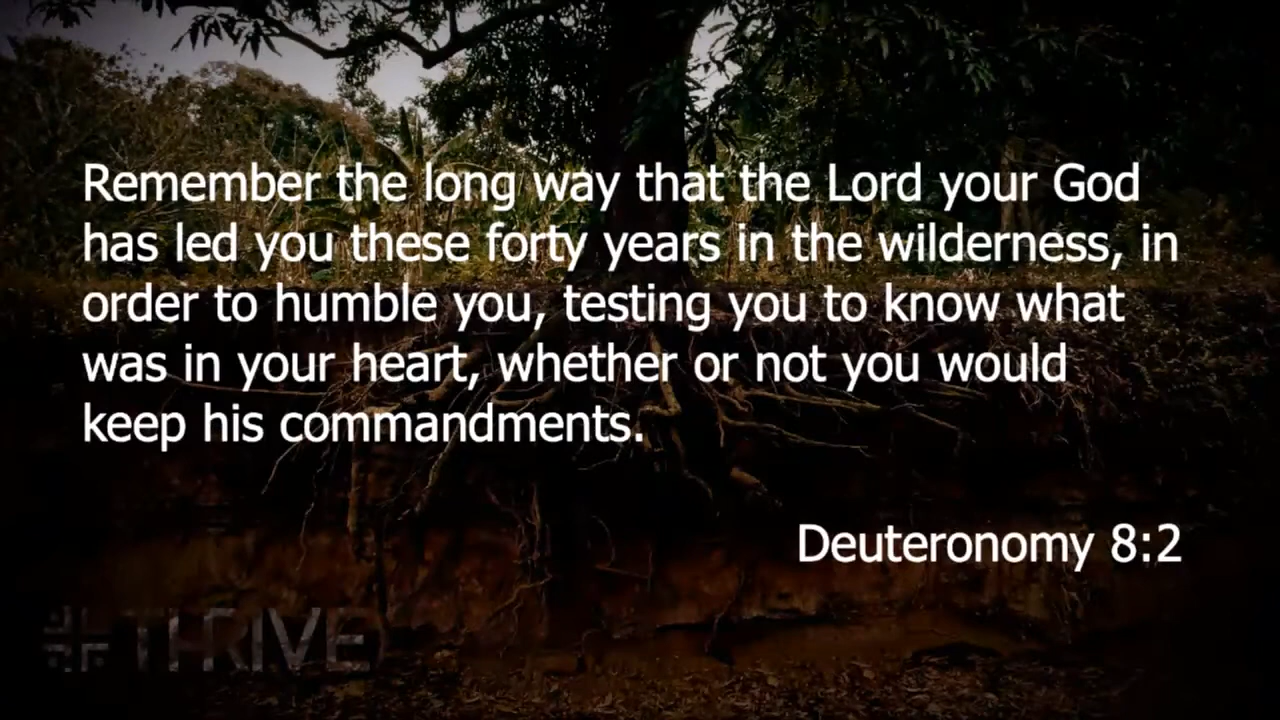 Remember the long way that the Lord your God
has led you these forty years in the wilderness, in
order to humble you, testing you to know what
was in your heart, whether or not you would
keep his commandments.
Deuteronomy 8:2
THRIVE